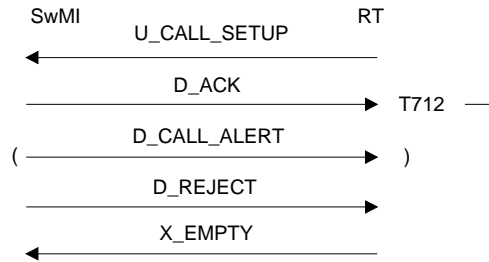 SwMI RT
U_CALL_SETUP
D_ACK
T712
D_CALL_ALERT
( )
D_REJECT
X_EMPTY